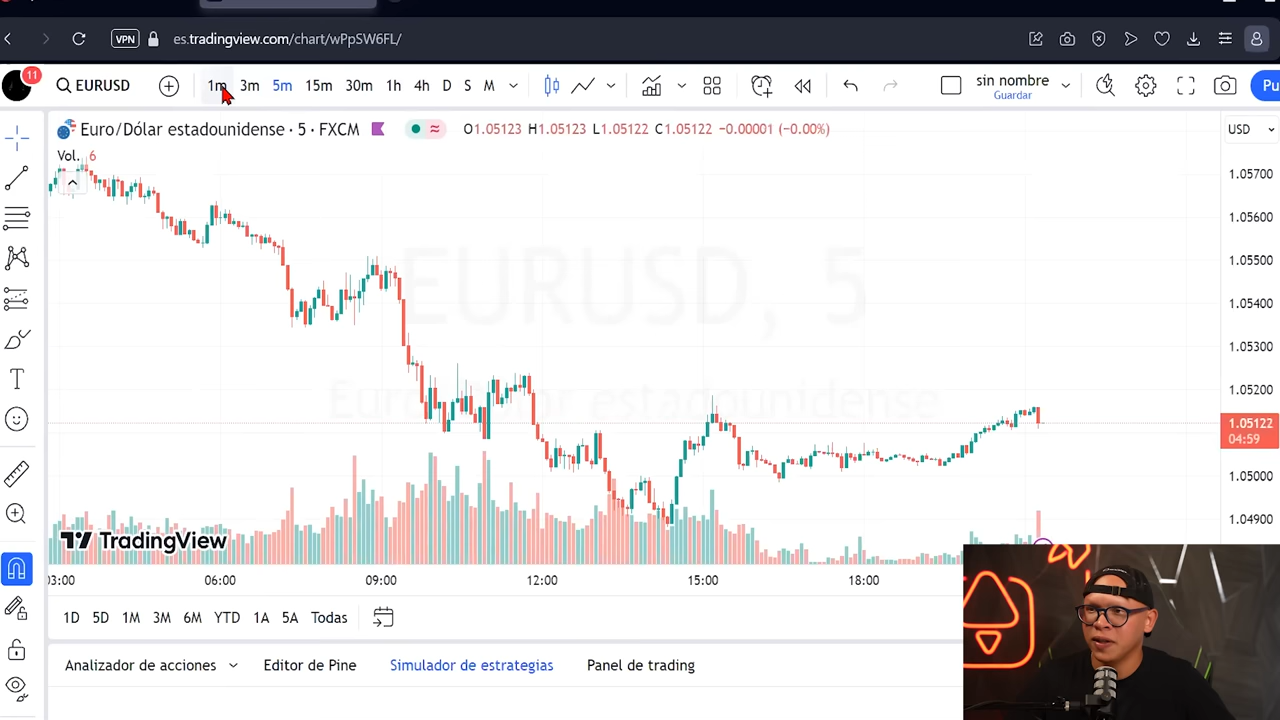 VPN es.tradingview.com/chart/wPpSW6FL/
11 EURUSD 1m 3m 5m 15m 30m 1h 4h D S M sin nombre Pu
Guardar
Euro/Dólar estadounidense · 5 · FXCM O1.05123 H1.05123 L1.05122 C1.05122 −0.00001 (−0.00%) USD
Vol. 6
1.05700
1.05600
1.05500
1.05400
1.05300
1.05200
1.05122
04:59
1.05000
1.04900
EURUSD, 5
Euro/Dólar estadounidense
TradingView
03:00 06:00 09:00 12:00 15:00 18:00
1D 5D 1M 3M 6M YTD 1A 5A Todas
Analizador de acciones Editor de Pine Simulador de estrategias Panel de trading